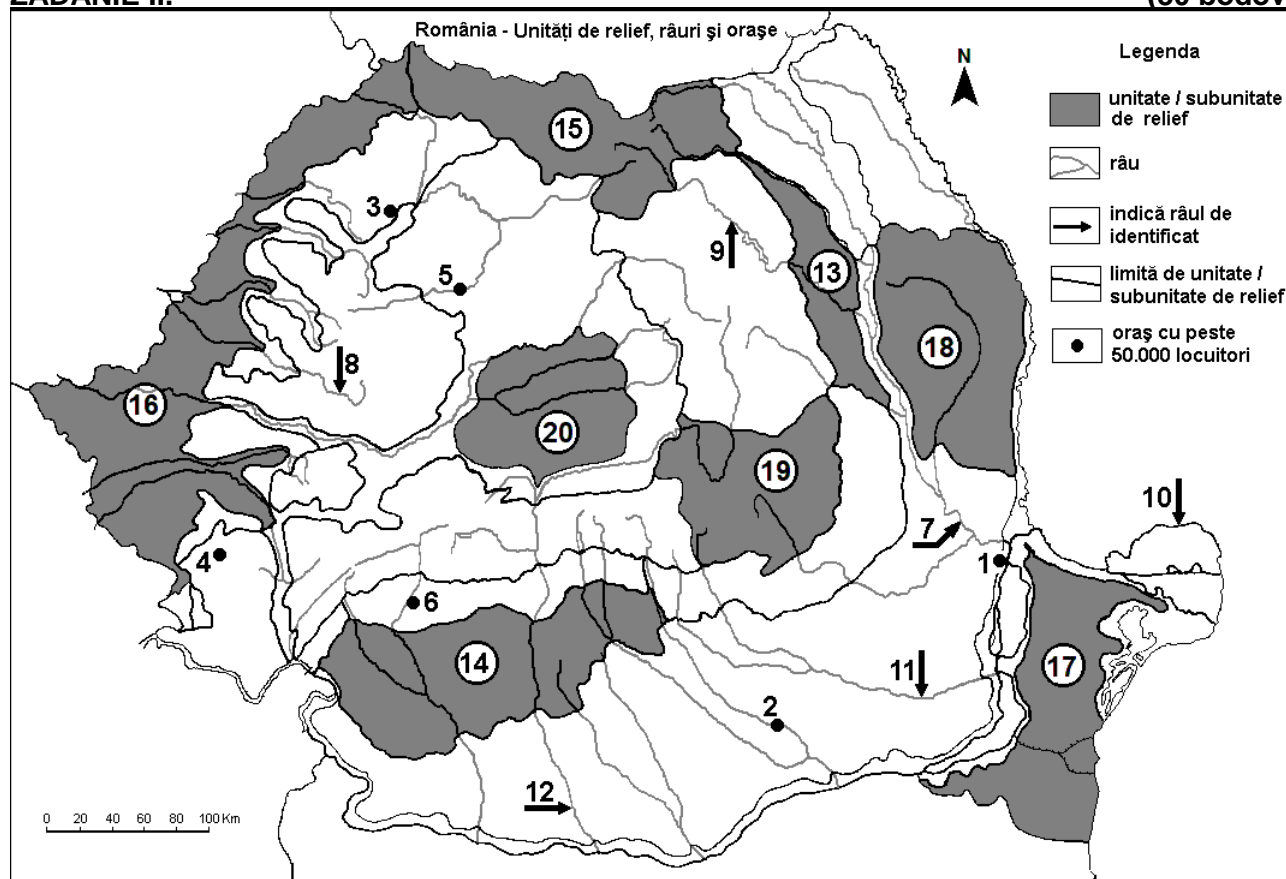 ZADANIE II.
(30 bodov
România - Unități de relief, râuri și orașe
N
Legenda
unitate / subunitate
de relief
râu
indică râul de
identificat
limită de unitate /
subunitate de relief
oraș cu peste
50.000 locuitori
15
3
9
13
5
18
8
16
20
19
10
7
4
1
6
14
17
11
2
12
0 20 40 60 80 100 Km